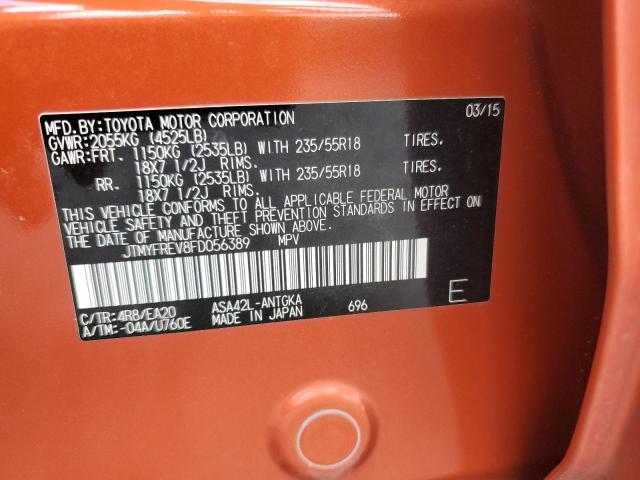 MFD.BY:TOYOTA MOTOR CORPORATION 03/15
GVWR:2055KG (4525LB)
GAWR:FRT. 1150KG (2535LB) WITH 235/55R18 TIRES.
18X7 1/2J RIMS.
RR. 1150KG (2535LB) WITH 235/55R18 TIRES.
18X7 1/2J RIMS.
THIS VEHICLE CONFORMS TO ALL APPLICABLE FEDERAL MOTOR
VEHICLE SAFETY AND THEFT PREVENTION STANDARDS IN EFFECT ON
THE DATE OF MANUFACTURE SHOWN ABOVE.
JTMYFREV8FD056389 MPV
E
C/TR:4R8/EA20 ASA42L-ANTGKA 696
A/TM:-04A/U760E MADE IN JAPAN